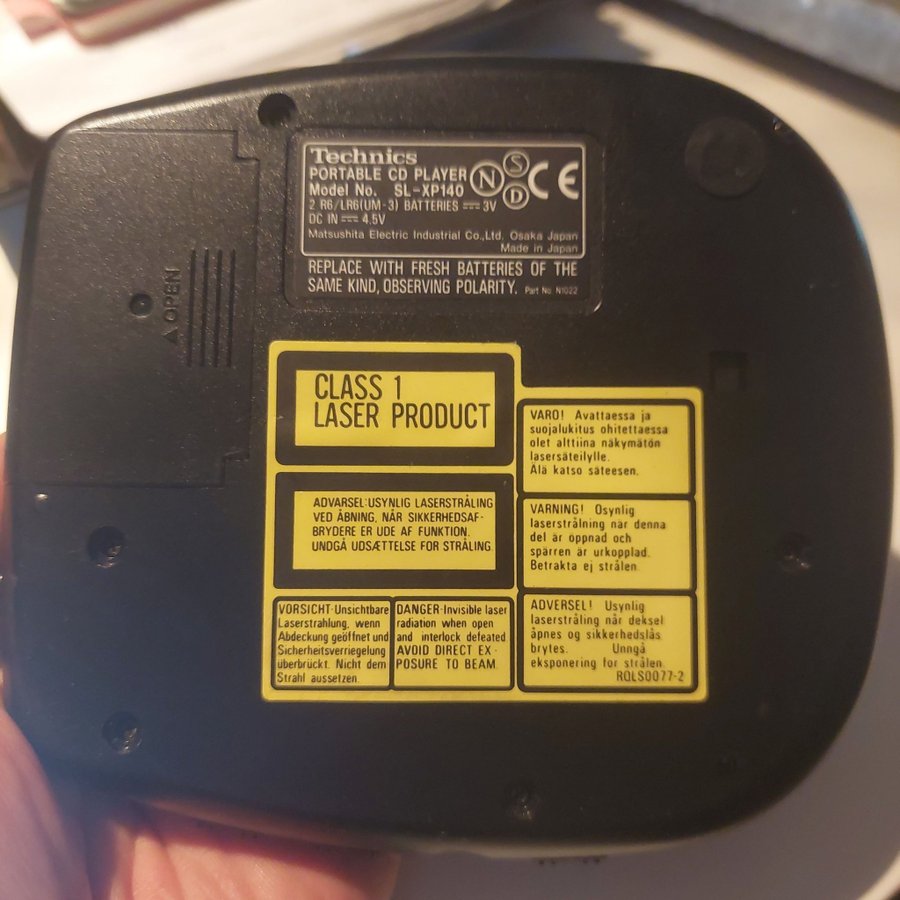 Technics
PORTABLE CD PLAYER
Model No. SL-XP140
2 R6/LR6(UM-3) BATTERIES ⎓ 3V
DC IN ⎓ 4.5V
Matsushita Electric Industrial Co.,Ltd. Osaka Japan
Made in Japan
N S D CE
REPLACE WITH FRESH BATTERIES OF THE
SAME KIND, OBSERVING POLARITY. Part No. N1022
▲ OPEN
CLASS 1
LASER PRODUCT
ADVARSEL:USYNLIG LASERSTRÅLING
VED ÅBNING, NÅR SIKKERHEDSAF-
BRYDERE ER UDE AF FUNKTION.
UNDGÅ UDSÆTTELSE FOR STRÅLING.
VORSICHT-Unsichtbare
Laserstrahlung, wenn
Abdeckung geöffnet und
Sicherheitsverriegelung
überbrückt. Nicht dem
Strahl aussetzen.
DANGER-Invisible laser
radiation when open
and interlock defeated.
AVOID DIRECT EX-
POSURE TO BEAM.
VARO! Avattaessa ja
suojalukitus ohitettaessa
olet alttiina näkymätön
lasersäteilylle.
Älä katso säteesen.
VARNING! Osynlig
laserstrålning när denna
del är öppnad och
spärren är urkopplad.
Betrakta ej strålen.
ADVERSEL! Usynlig
laserstråling når deksel
åpnes og sikkerhedslås
brytes. Unngå
eksponering for strålen.
RQLS0077-2